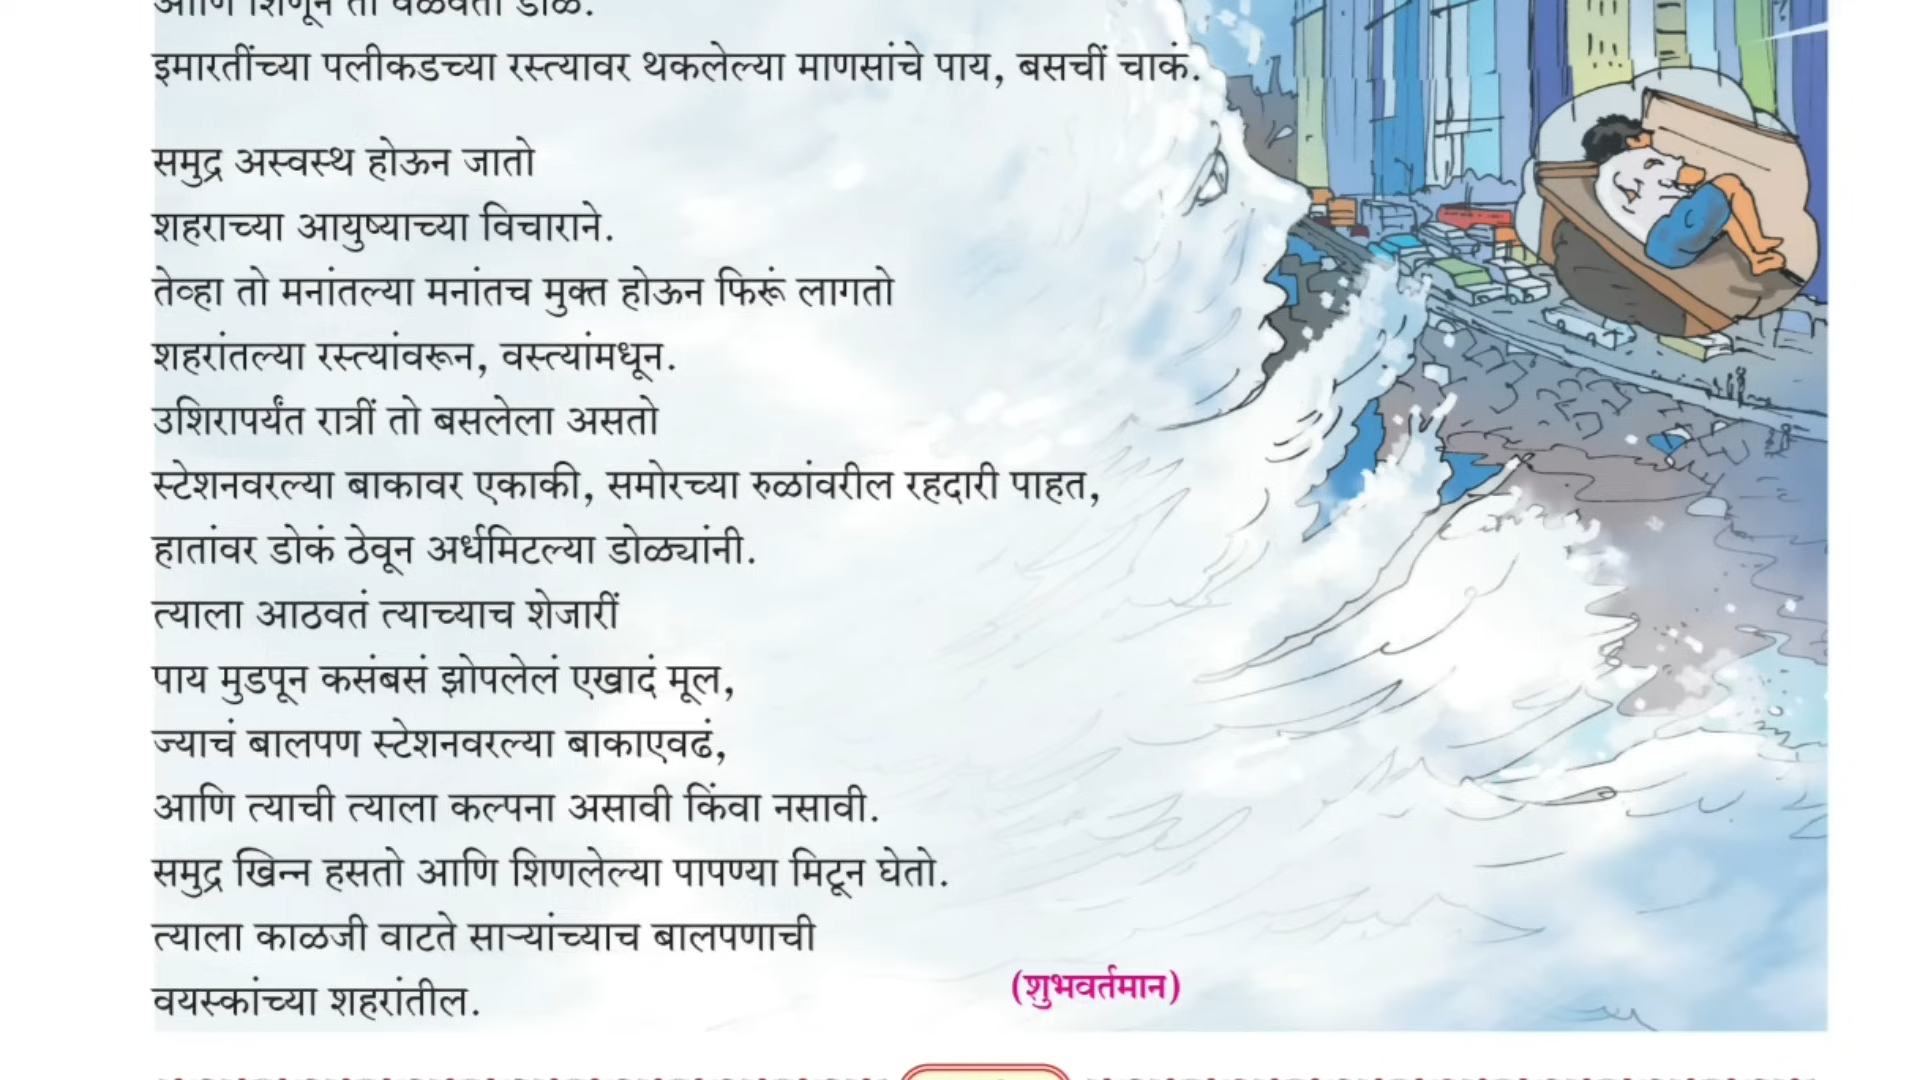 आणि शिणून तो वळवतो डोळे.
इमारतींच्या पलीकडच्या रस्त्यावर थकलेल्या माणसांचे पाय, बसचीं चाकं.
समुद्र अस्वस्थ होऊन जातो
शहराच्या आयुष्याच्या विचाराने.
तेव्हा तो मनांतल्या मनांतच मुक्त होऊन फिरूं लागतो
शहरांतल्या रस्त्यांवरून, वस्त्यांमधून.
उशिरापर्यंत रात्रीं तो बसलेला असतो
स्टेशनवरल्या बाकावर एकाकी, समोरच्या रुळांवरील रहदारी पाहत,
हातांवर डोकं ठेवून अर्धमिटल्या डोळ्यांनी.
त्याला आठवतं त्याच्याच शेजारीं
पाय मुडपून कसंबसं झोपलेलं एखादं मूल,
ज्याचं बालपण स्टेशनवरल्या बाकाएवढं,
आणि त्याची त्याला कल्पना असावी किंवा नसावी.
समुद्र खिन्न हसतो आणि शिणलेल्या पापण्या मिटून घेतो.
त्याला काळजी वाटते साऱ्यांच्याच बालपणाची
वयस्कांच्या शहरांतील.
(शुभवर्तमान)